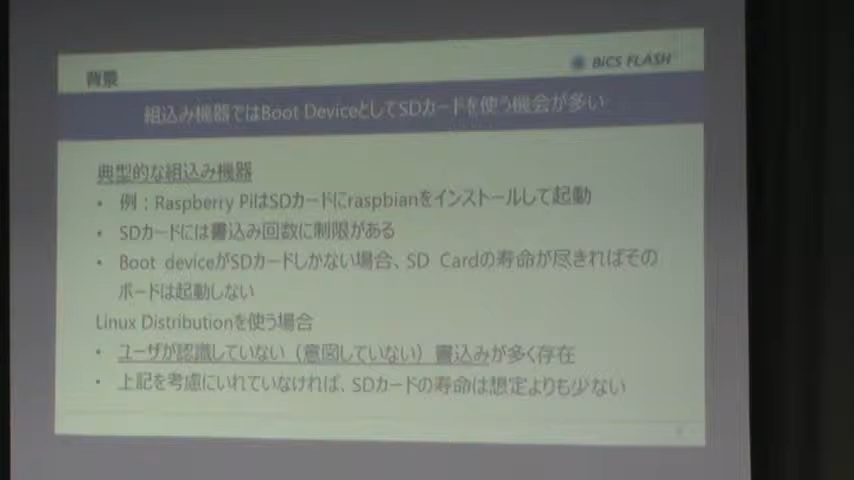 背景
BiCS FLASH
組込み機器ではBoot DeviceとしてSDカードを使う機会が多い
典型的な組込み機器
• 例：Raspberry PiはSDカードにraspbianをインストールして起動
• SDカードには書込み回数に制限がある
• Boot deviceがSDカードしかない場合、SD Cardの寿命が尽きればその
ボードは起動しない
Linux Distributionを使う場合
• ユーザが認識していない（意図していない）書込みが多く存在
• 上記を考慮にいれていなければ、SDカードの寿命は想定よりも少ない